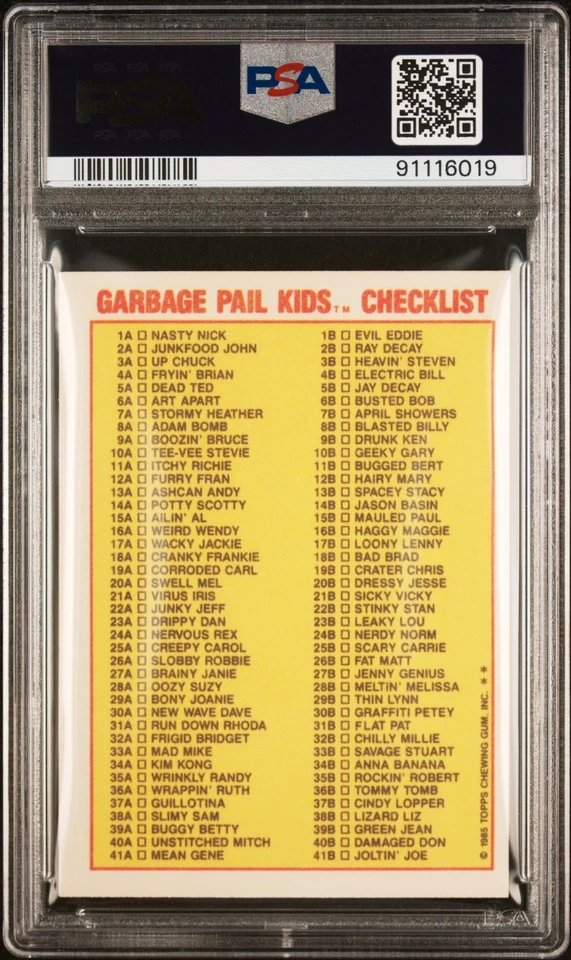 PSA
91116019
GARBAGE PAIL KIDS™ CHECKLIST
1A □ NASTY NICK 1B □ EVIL EDDIE
2A □ JUNKFOOD JOHN 2B □ RAY DECAY
3A □ UP CHUCK 3B □ HEAVIN' STEVEN
4A □ FRYIN' BRIAN 4B □ ELECTRIC BILL
5A □ DEAD TED 5B □ JAY DECAY
6A □ ART APART 6B □ BUSTED BOB
7A □ STORMY HEATHER 7B □ APRIL SHOWERS
8A □ ADAM BOMB 8B □ BLASTED BILLY
9A □ BOOZIN' BRUCE 9B □ DRUNK KEN
10A □ TEE-VEE STEVIE 10B □ GEEKY GARY
11A □ ITCHY RICHIE 11B □ BUGGED BERT
12A □ FURRY FRAN 12B □ HAIRY MARY
13A □ ASHCAN ANDY 13B □ SPACEY STACY
14A □ POTTY SCOTTY 14B □ JASON BASIN
15A □ AILIN' AL 15B □ MAULED PAUL
16A □ WEIRD WENDY 16B □ HAGGY MAGGIE
17A □ WACKY JACKIE 17B □ LOONY LENNY
18A □ CRANKY FRANKIE 18B □ BAD BRAD
19A □ CORRODED CARL 19B □ CRATER CHRIS
20A □ SWELL MEL 20B □ DRESSY JESSE
21A □ VIRUS IRIS 21B □ SICKY VICKY
22A □ JUNKY JEFF 22B □ STINKY STAN
23A □ DRIPPY DAN 23B □ LEAKY LOU
24A □ NERVOUS REX 24B □ NERDY NORM
25A □ CREEPY CAROL 25B □ SCARY CARRIE
26A □ SLOBBY ROBBIE 26B □ FAT MATT
27A □ BRAINY JANIE 27B □ JENNY GENIUS
28A □ OOZY SUZY 28B □ MELTIN' MELISSA
29A □ BONY JOANIE 29B □ THIN LYNN
30A □ NEW WAVE DAVE 30B □ GRAFFITI PETEY
31A □ RUN DOWN RHODA 31B □ FLAT PAT
32A □ FRIGID BRIDGET 32B □ CHILLY MILLIE
33A □ MAD MIKE 33B □ SAVAGE STUART
34A □ KIM KONG 34B □ ANNA BANANA
35A □ WRINKLY RANDY 35B □ ROCKIN' ROBERT
36A □ WRAPPIN' RUTH 36B □ TOMMY TOMB
37A □ GUILLOTINA 37B □ CINDY LOPPER
38A □ SLIMY SAM 38B □ LIZARD LIZ
39A □ BUGGY BETTY 39B □ GREEN JEAN
40A □ UNSTITCHED MITCH 40B □ DAMAGED DON
41A □ MEAN GENE 41B □ JOLTIN' JOE
© 1985 TOPPS CHEWING GUM, INC. **
PSA